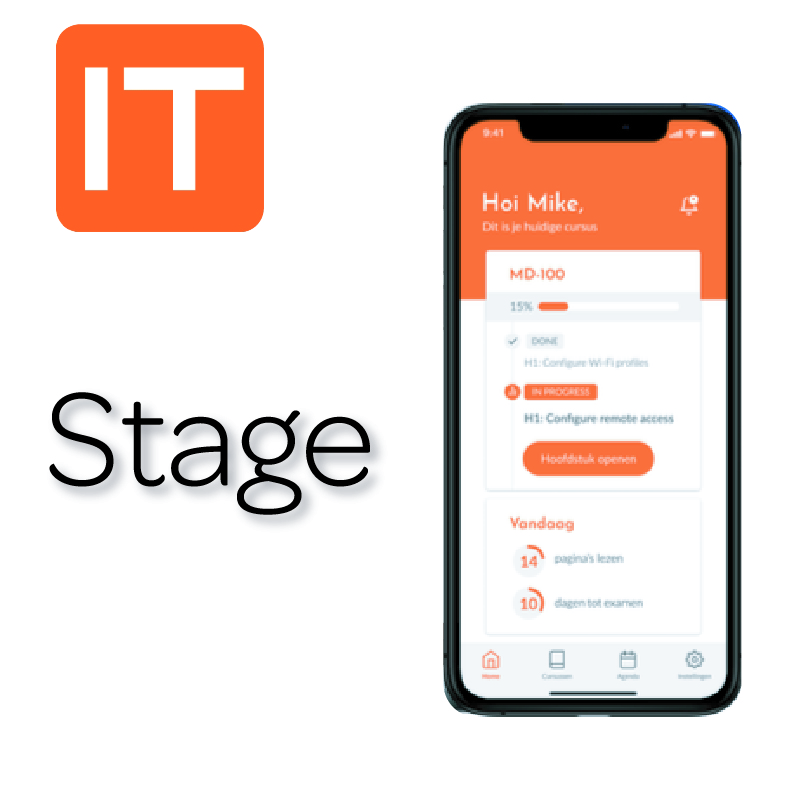 IT
Stage
9:41
Hoi Mike,
Dit is je huidige cursus
MD-100
15%
DONE
H1: Configure Wi-Fi profiles
IN PROGRESS
H1: Configure remote access
Hoofdstuk openen
Vandaag
14 pagina's lezen
10 dagen tot examen
Home Cursussen Agenda Instellingen